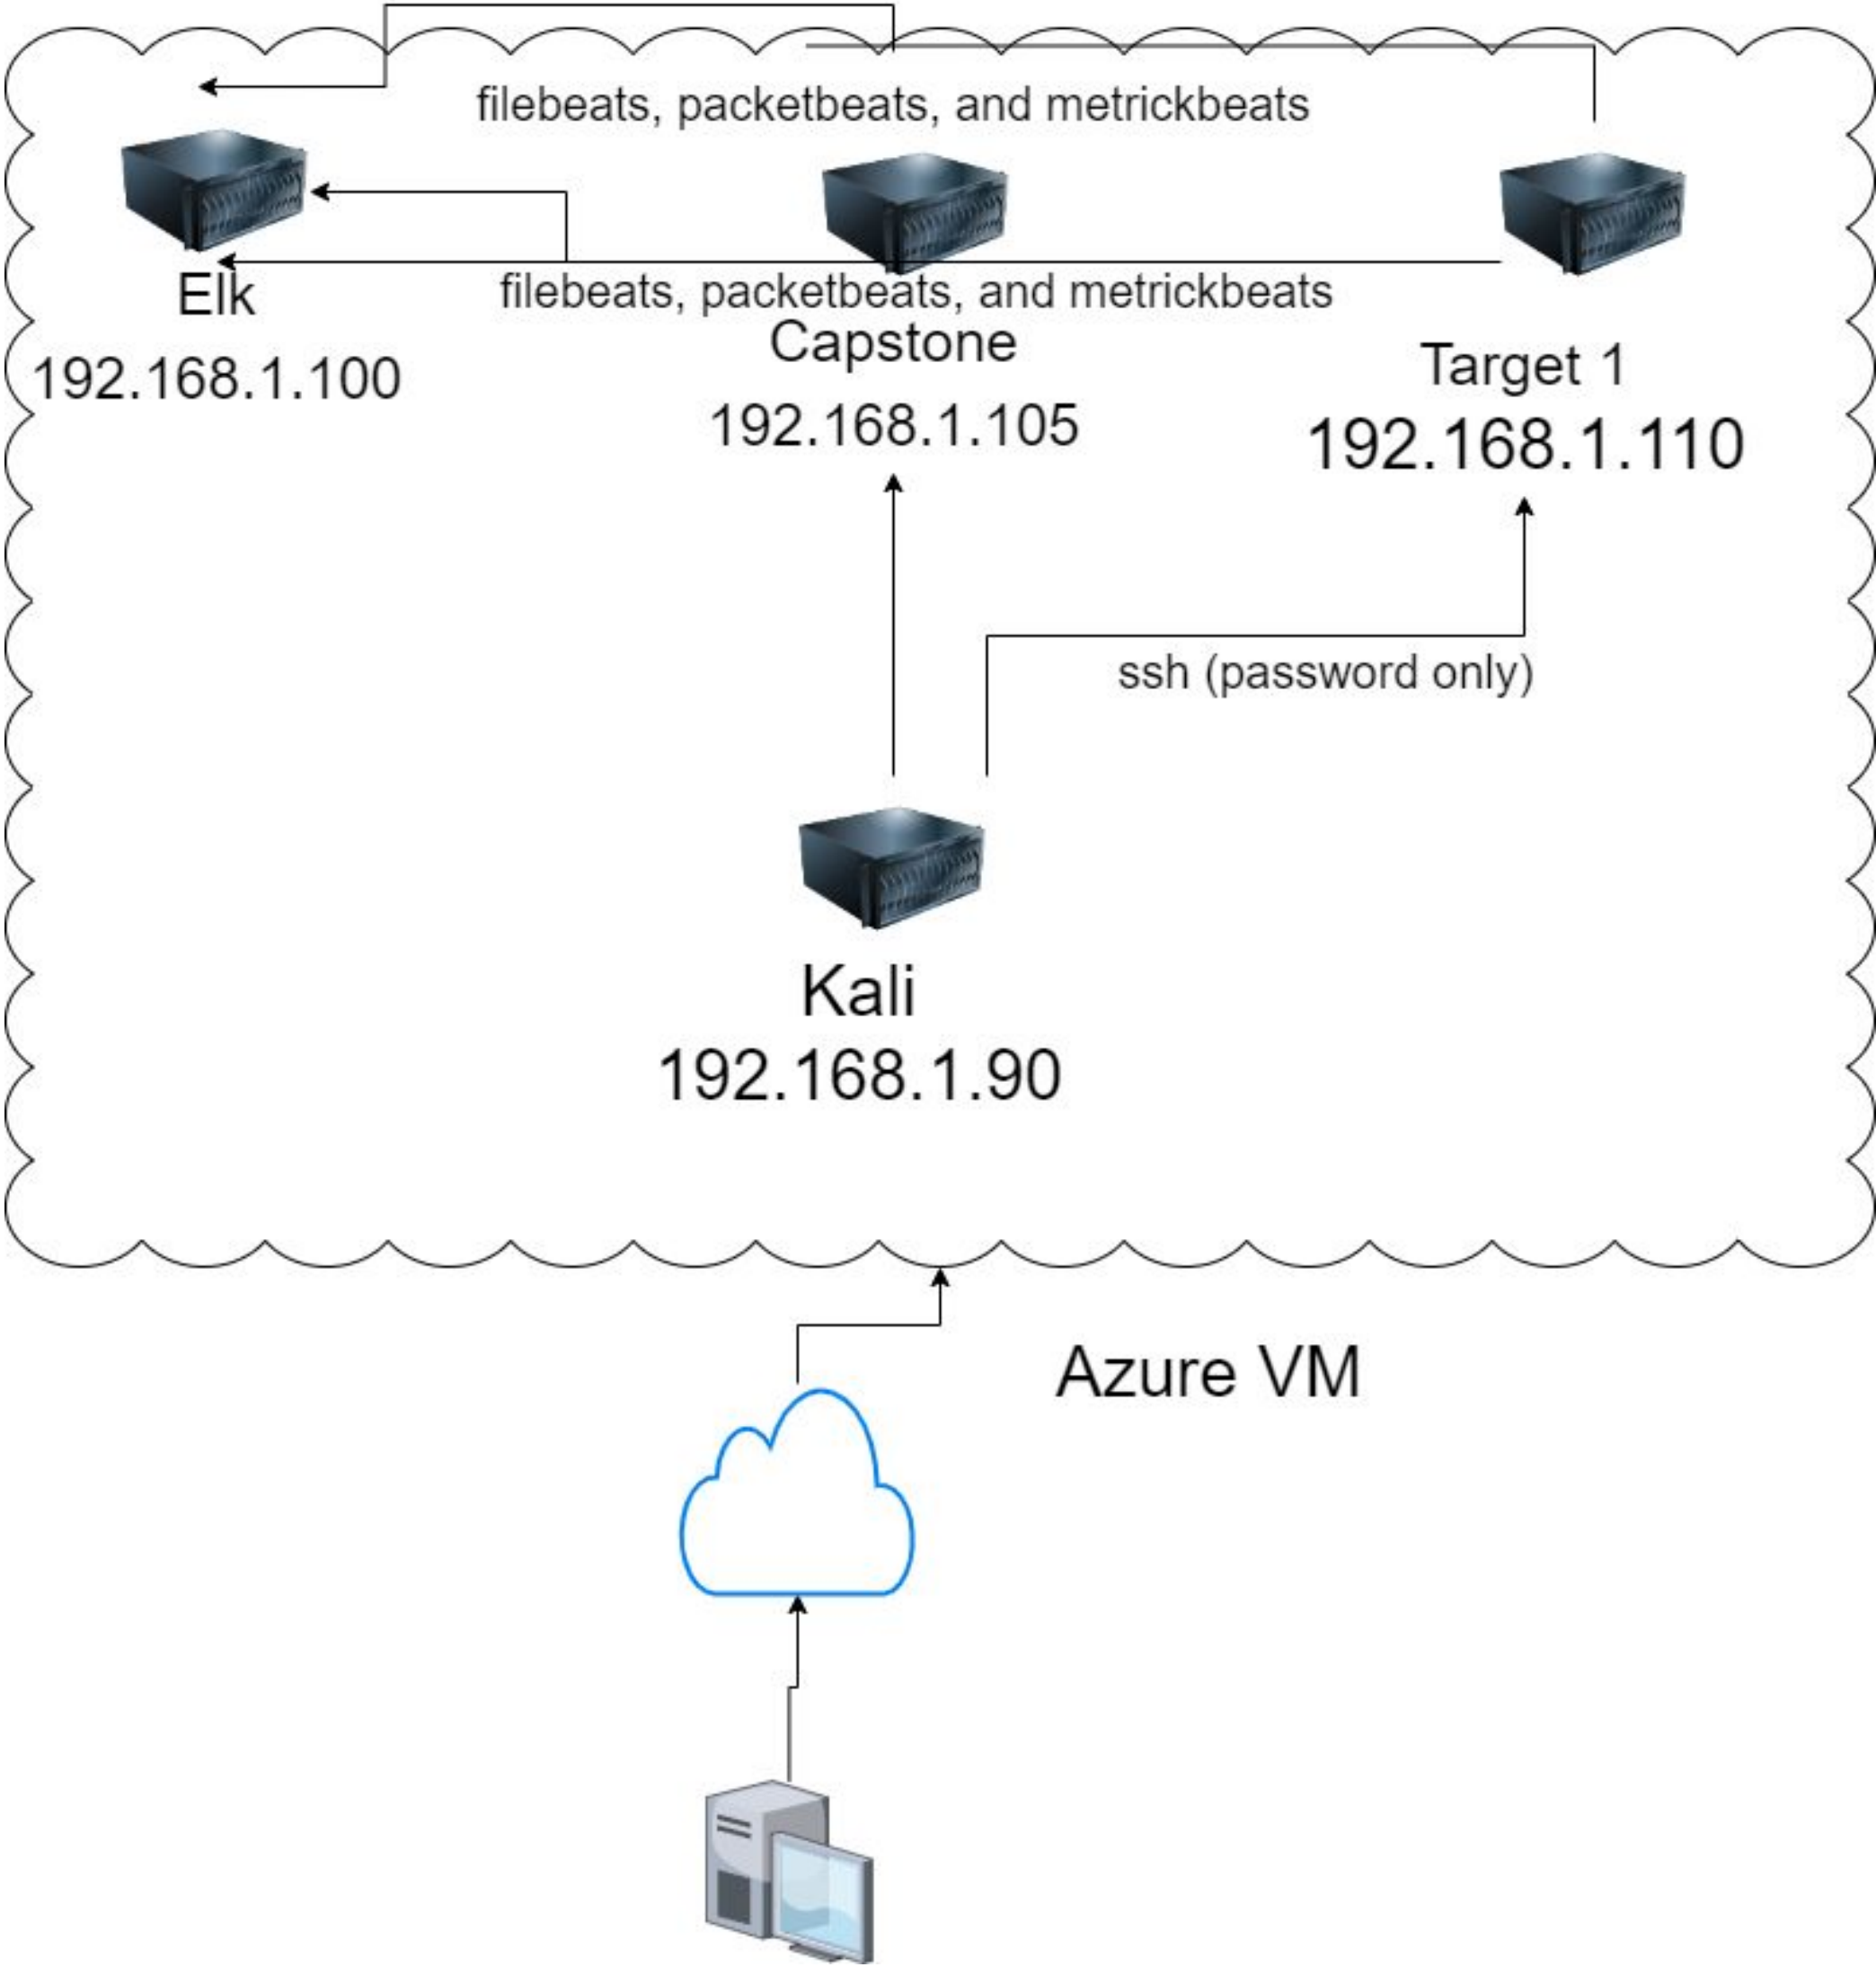 filebeats, packetbeats, and metrickbeats
Elk
192.168.1.100
filebeats, packetbeats, and metrickbeats
Capstone
192.168.1.105
Target 1
192.168.1.110
ssh (password only)
Kali
192.168.1.90
Azure VM